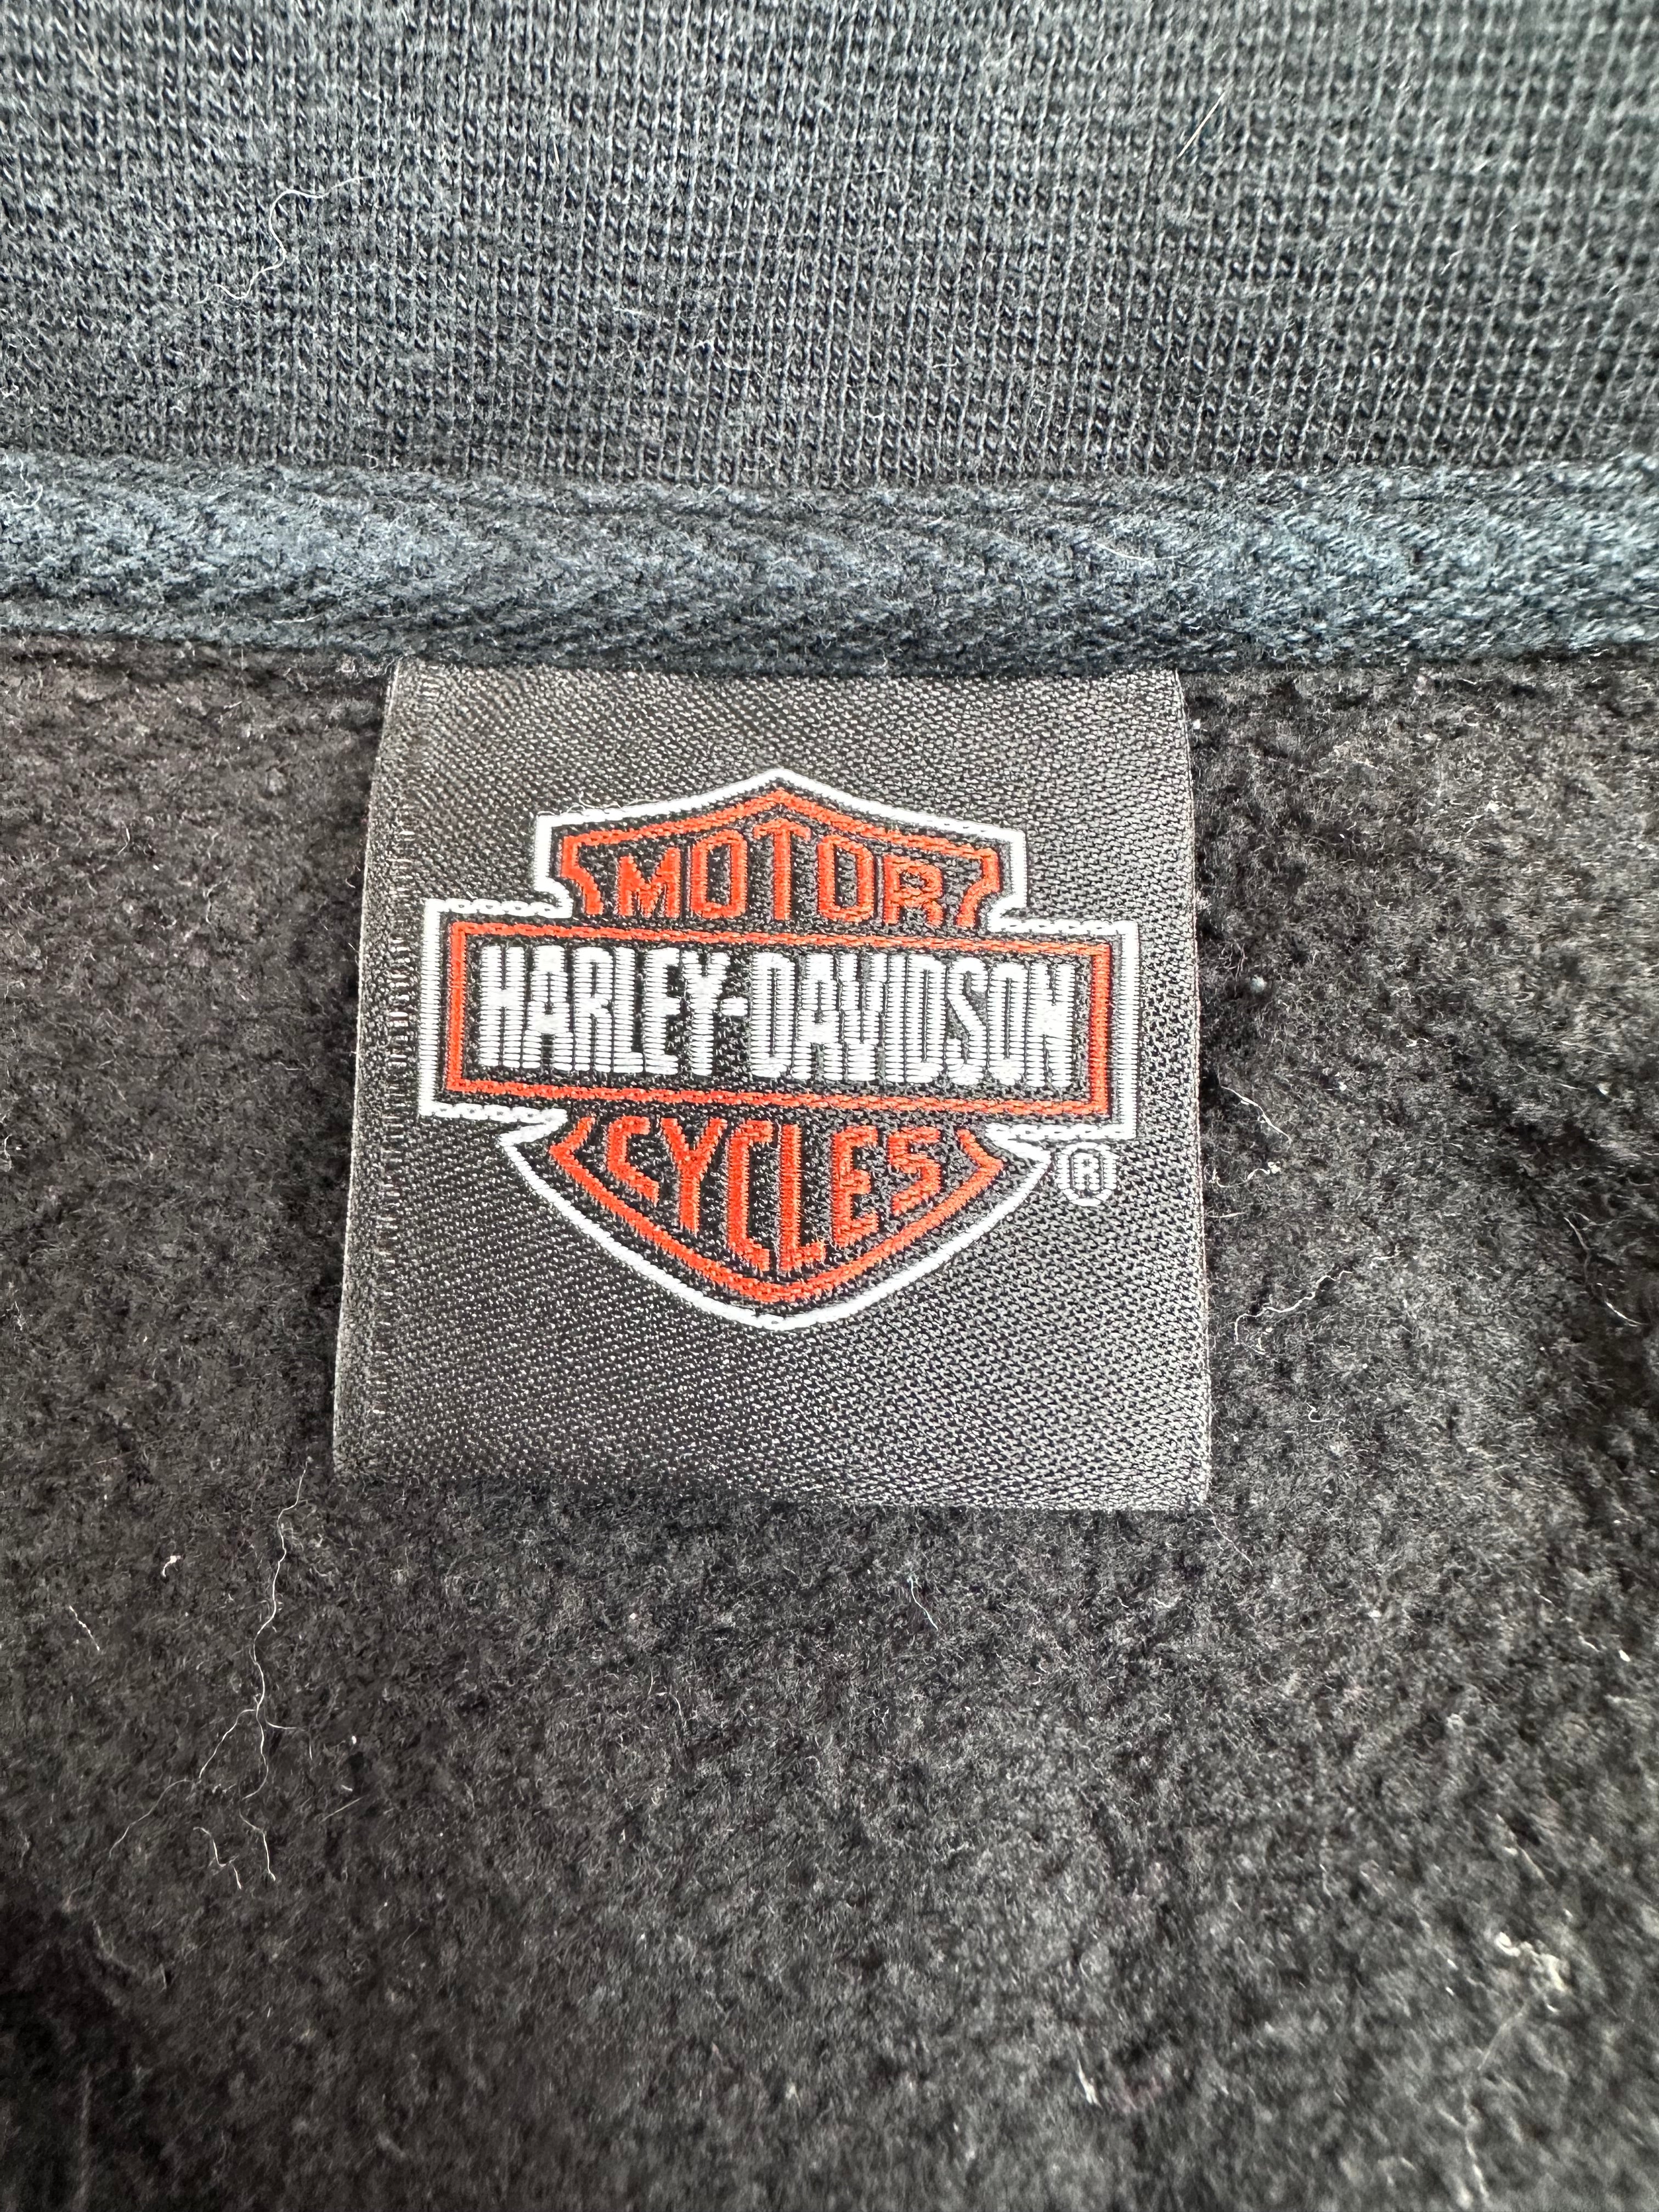 MOTOR
HARLEY-DAVIDSON
CYCLES
®